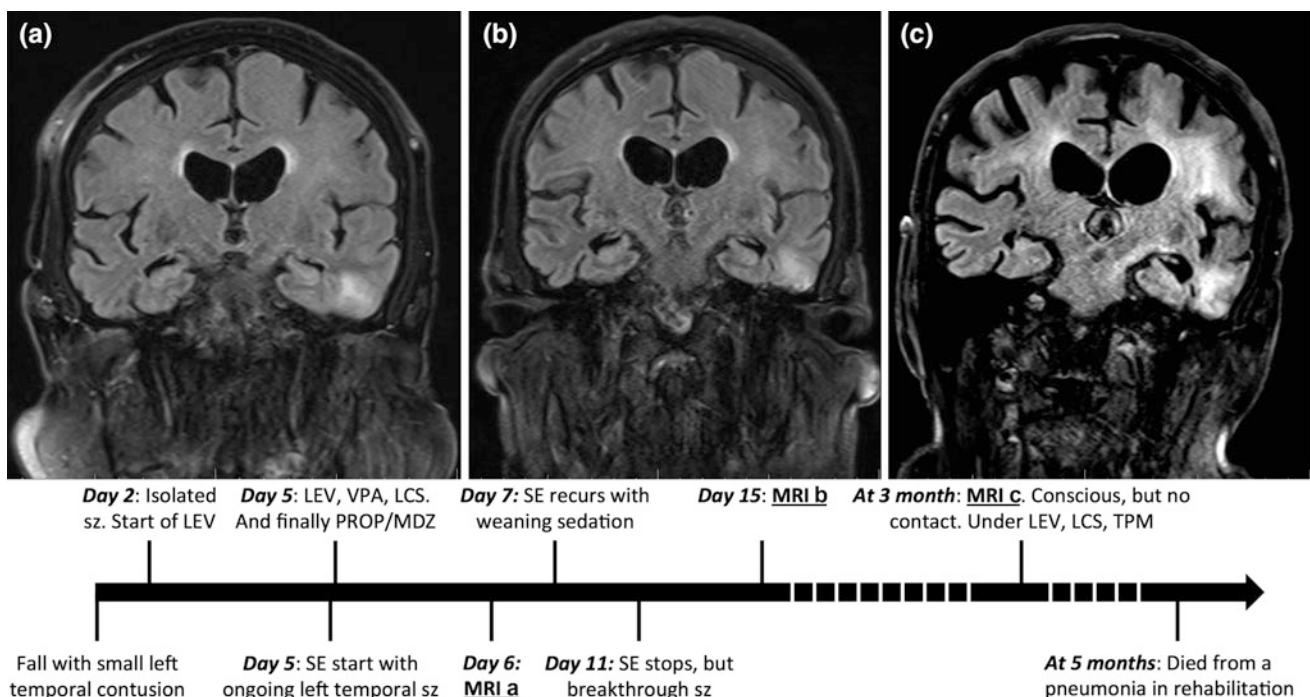 (a)
(b)
(c)
Day 2: Isolated
sz. Start of LEV
Day 5: LEV, VPA, LCS.
And finally PROP/MDZ
Day 7: SE recurs with
weaning sedation
Day 15: MRI b
At 3 month: MRI c. Conscious, but no
contact. Under LEV, LCS, TPM
Fall with small left
temporal contusion
Day 5: SE start with
ongoing left temporal sz
Day 6:
MRI a
Day 11: SE stops, but
breakthrough sz
At 5 months: Died from a
pneumonia in rehabilitation